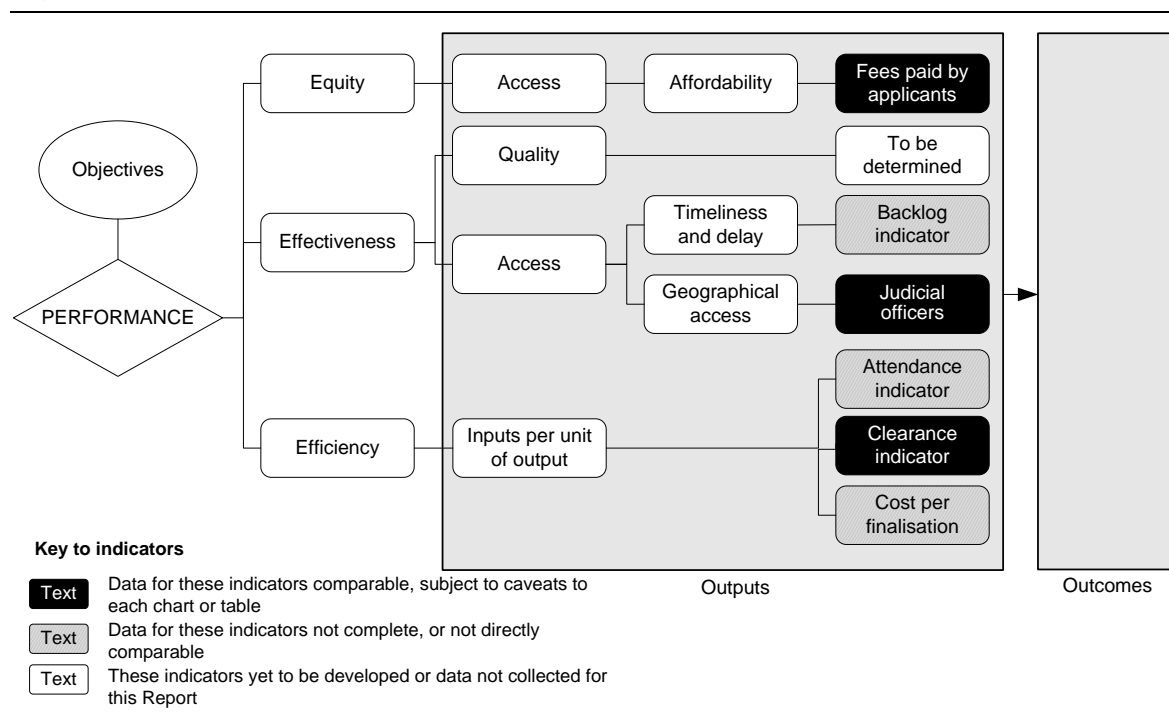 Equity
Access
Affordability
Fees paid by
applicants
Objectives
Quality
To be
determined
Effectiveness
Access
Timeliness
and delay
Backlog
indicator
Geographical
access
Judicial
officers
PERFORMANCE
Attendance
indicator
Efficiency
Inputs per unit
of output
Clearance
indicator
Cost per
finalisation
Key to indicators
Outputs
Outcomes
Text
Data for these indicators comparable, subject to caveats to
each chart or table
Text
Data for these indicators not complete, or not directly
comparable
Text
These indicators yet to be developed or data not collected for
this Report